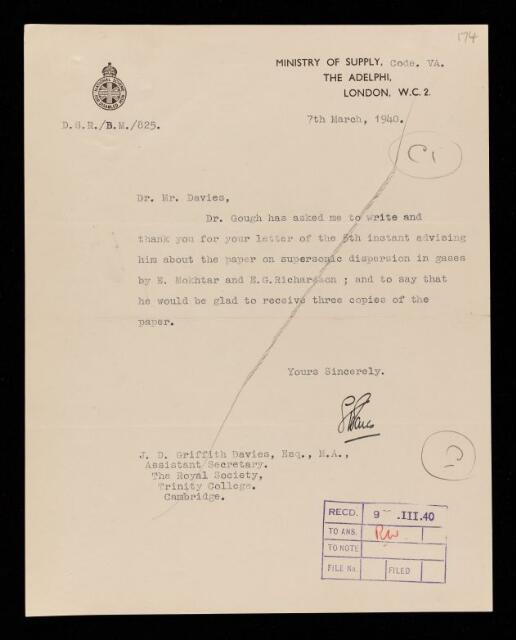 174
MINISTRY OF SUPPLY, Code. VA.
THE ADELPHI,
LONDON, W.C.2.
D.S.R./B.M./825.
7th March, 1940.
Dr. Mr. Davies,
Dr. Gough has asked me to write and
thank you for your letter of the 5th instant advising
him about the paper on supersonic dispersion in gases
by E. Mokhtar and E.G.Richardson ; and to say that
he would be glad to receive three copies of the
paper.
Yours Sincerely.
J. D. Griffith Davies, Esq., M.A.,
Assistant Secretary.
The Royal Society,
Trinity College.
Cambridge.
RECD. 9 .III.40
TO ANS. RW
TO NOTE
FILE No. FILED